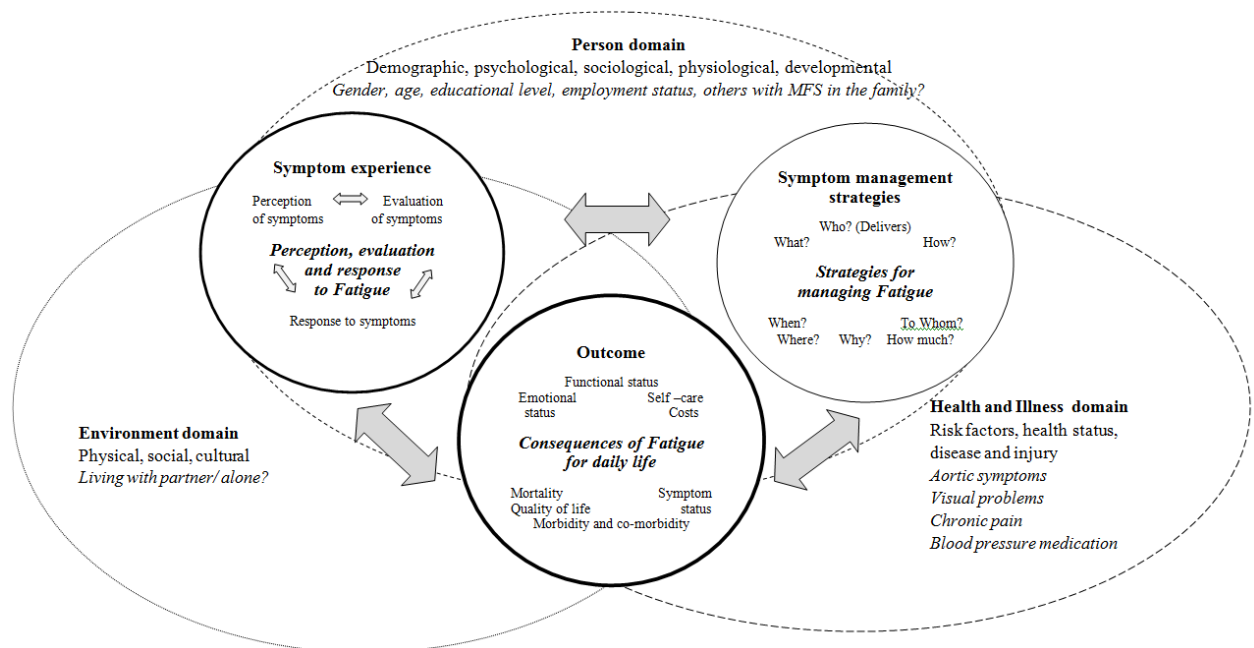 Person domain
Demographic, psychological, sociological, physiological, developmental
Gender, age, educational level, employment status, others with MFS in the family?
Symptom experience
Perception of symptoms
Evaluation of symptoms
Perception, evaluation
and response
to Fatigue
Response to symptoms
Symptom management
strategies
Who? (Delivers)
What? How?
Strategies for
managing Fatigue
When? To Whom?
Where? Why? How much?
Outcome
Functional status
Emotional status
Self –care
Costs
Consequences of Fatigue
for daily life
Mortality
Quality of life
Symptom status
Morbidity and co-morbidity
Environment domain
Physical, social, cultural
Living with partner/ alone?
Health and Illness domain
Risk factors, health status,
disease and injury
Aortic symptoms
Visual problems
Chronic pain
Blood pressure medication